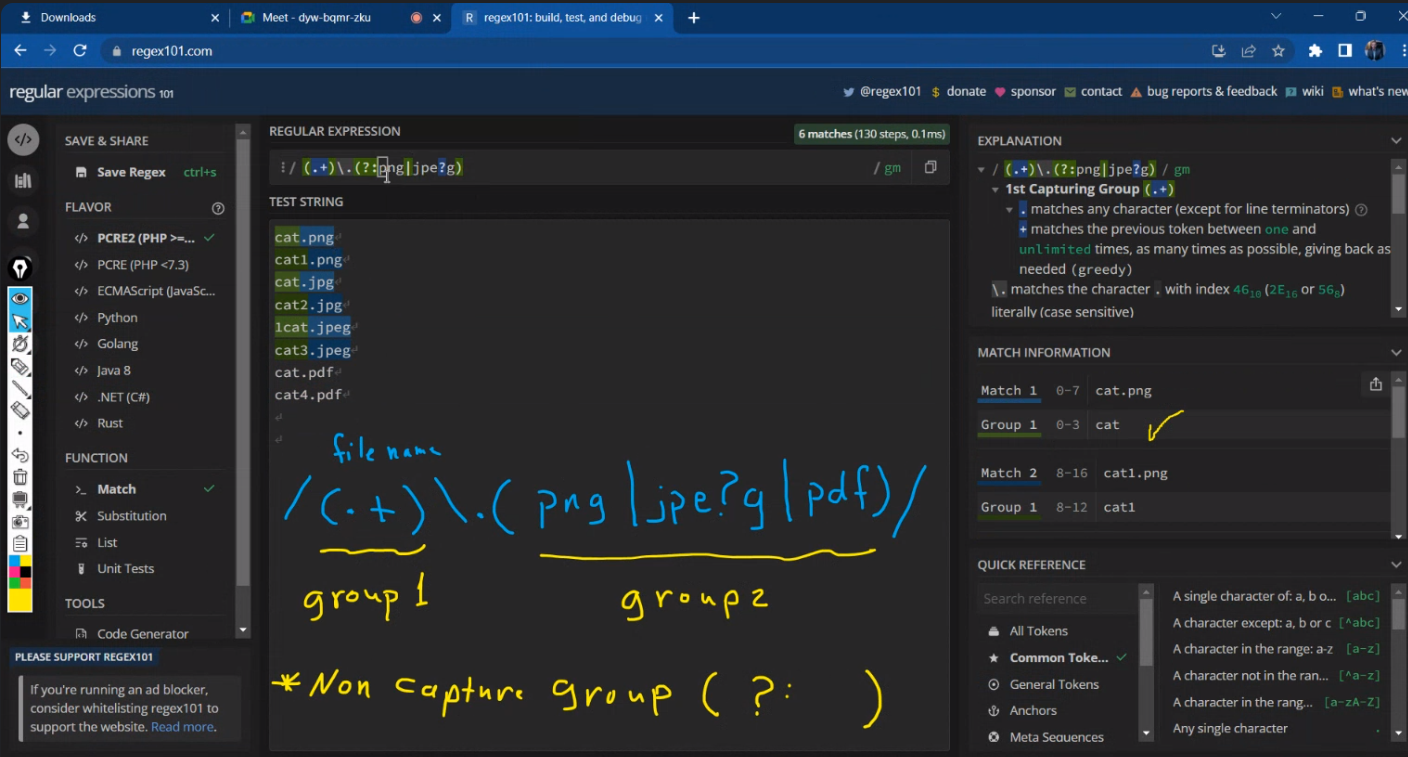 Downloads
Meet - dyw-bqmr-zku
R regex101: build, test, and debug
regex101.com
regular expressions 101
@regex101 $ donate sponsor contact bug reports & feedback wiki what's new
SAVE & SHARE
Save Regex ctrl+s
FLAVOR
</> PCRE2 (PHP >=...
</> PCRE (PHP <7.3)
</> ECMAScript (JavaSc...
</> Python
</> Golang
</> Java 8
</> .NET (C#)
</> Rust
FUNCTION
>_ Match
Substitution
List
Unit Tests
TOOLS
Code Generator
PLEASE SUPPORT REGEX101
If you're running an ad blocker,
consider whitelisting regex101 to
support the website. Read more.
REGULAR EXPRESSION
6 matches (130 steps, 0.1ms)
/ (.+)\.(?:png|jpe?g) / gm
TEST STRING
cat.png
cat1.png
cat.jpg
cat2.jpg
1cat.jpeg
cat3.jpeg
cat.pdf
cat4.pdf
file name
/(.+)\.(png|jpe?g|pdf)/
group1 group2
*Non capture group (?: )
EXPLANATION
/ (.+)\.(?:png|jpe?g) / gm
1st Capturing Group (.+)
. matches any character (except for line terminators)
+ matches the previous token between one and
unlimited times, as many times as possible, giving back as
needed (greedy)
\. matches the character . with index 46₁₀ (2E₁₆ or 56₈)
literally (case sensitive)
MATCH INFORMATION
Match 1 0-7 cat.png
Group 1 0-3 cat
Match 2 8-16 cat1.png
Group 1 8-12 cat1
QUICK REFERENCE
Search reference
All Tokens
Common Toke...
General Tokens
Anchors
Meta Sequences
A single character of: a, b o... [abc]
A character except: a, b or c [^abc]
A character in the range: a-z [a-z]
A character not in the ran... [^a-z]
A character in the rang... [a-zA-Z]
Any single character .